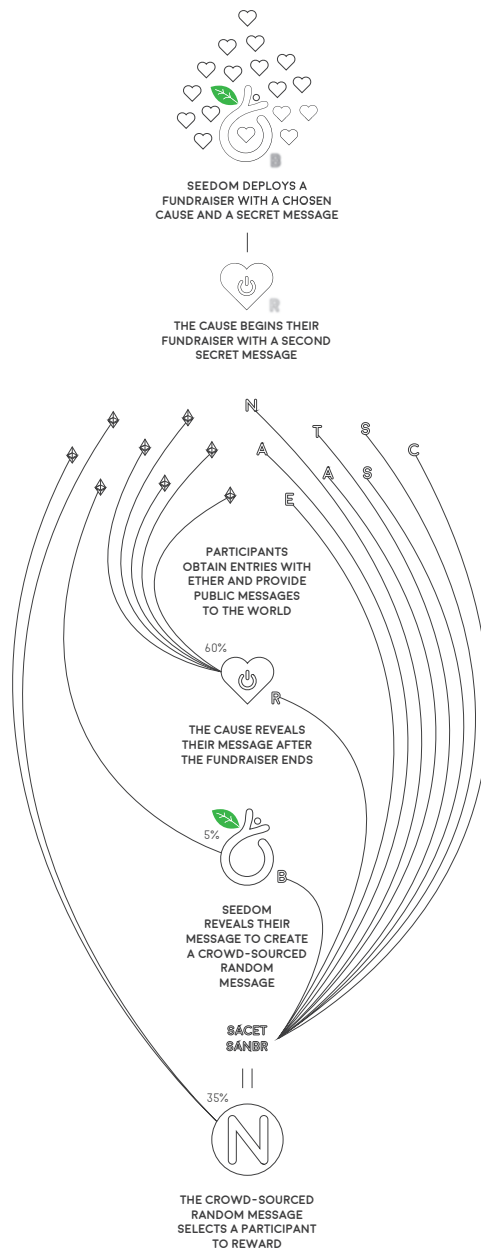 SEEDOM DEPLOYS A
FUNDRAISER WITH A CHOSEN
CAUSE AND A SECRET MESSAGE
R
THE CAUSE BEGINS THEIR
FUNDRAISER WITH A SECOND
SECRET MESSAGE
N
T
S
C
A
A
S
E
PARTICIPANTS
OBTAIN ENTRIES WITH
ETHER AND PROVIDE
PUBLIC MESSAGES
TO THE WORLD
60%
R
THE CAUSE REVEALS
THEIR MESSAGE AFTER
THE FUNDRAISER ENDS
5%
B
SEEDOM
REVEALS THEIR
MESSAGE TO CREATE
A CROWD-SOURCED
RANDOM
MESSAGE
SÁCET
SÁNBR
35%
N
THE CROWD-SOURCED
RANDOM MESSAGE
SELECTS A PARTICIPANT
TO REWARD